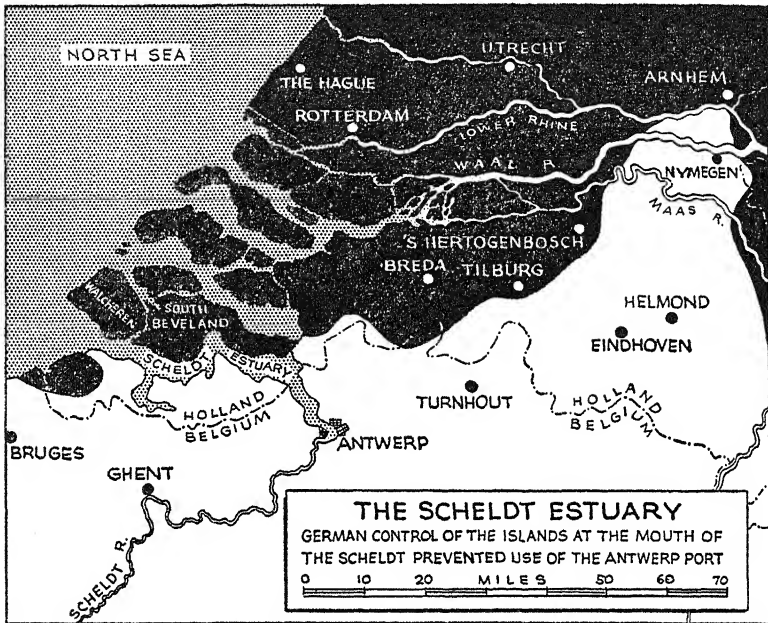 NORTH SEA
UTRECHT
THE HAGUE
ARNHEM
ROTTERDAM
LOWER RHINE
WAAL R.
NYMEGEN
MAAS R.
'S HERTOGENBOSCH
BREDA
TILBURG
WALCHEREN
SOUTH
BEVELAND
HELMOND
EINDHOVEN
SCHELDT ESTUARY
HOLLAND
BELGIUM
TURNHOUT
HOLLAND
BELGIUM
BRUGES
ANTWERP
GHENT
SCHELDT R.
THE SCHELDT ESTUARY
GERMAN CONTROL OF THE ISLANDS AT THE MOUTH OF
THE SCHELDT PREVENTED USE OF THE ANTWERP PORT
0 10 20 MILES 50 60 70